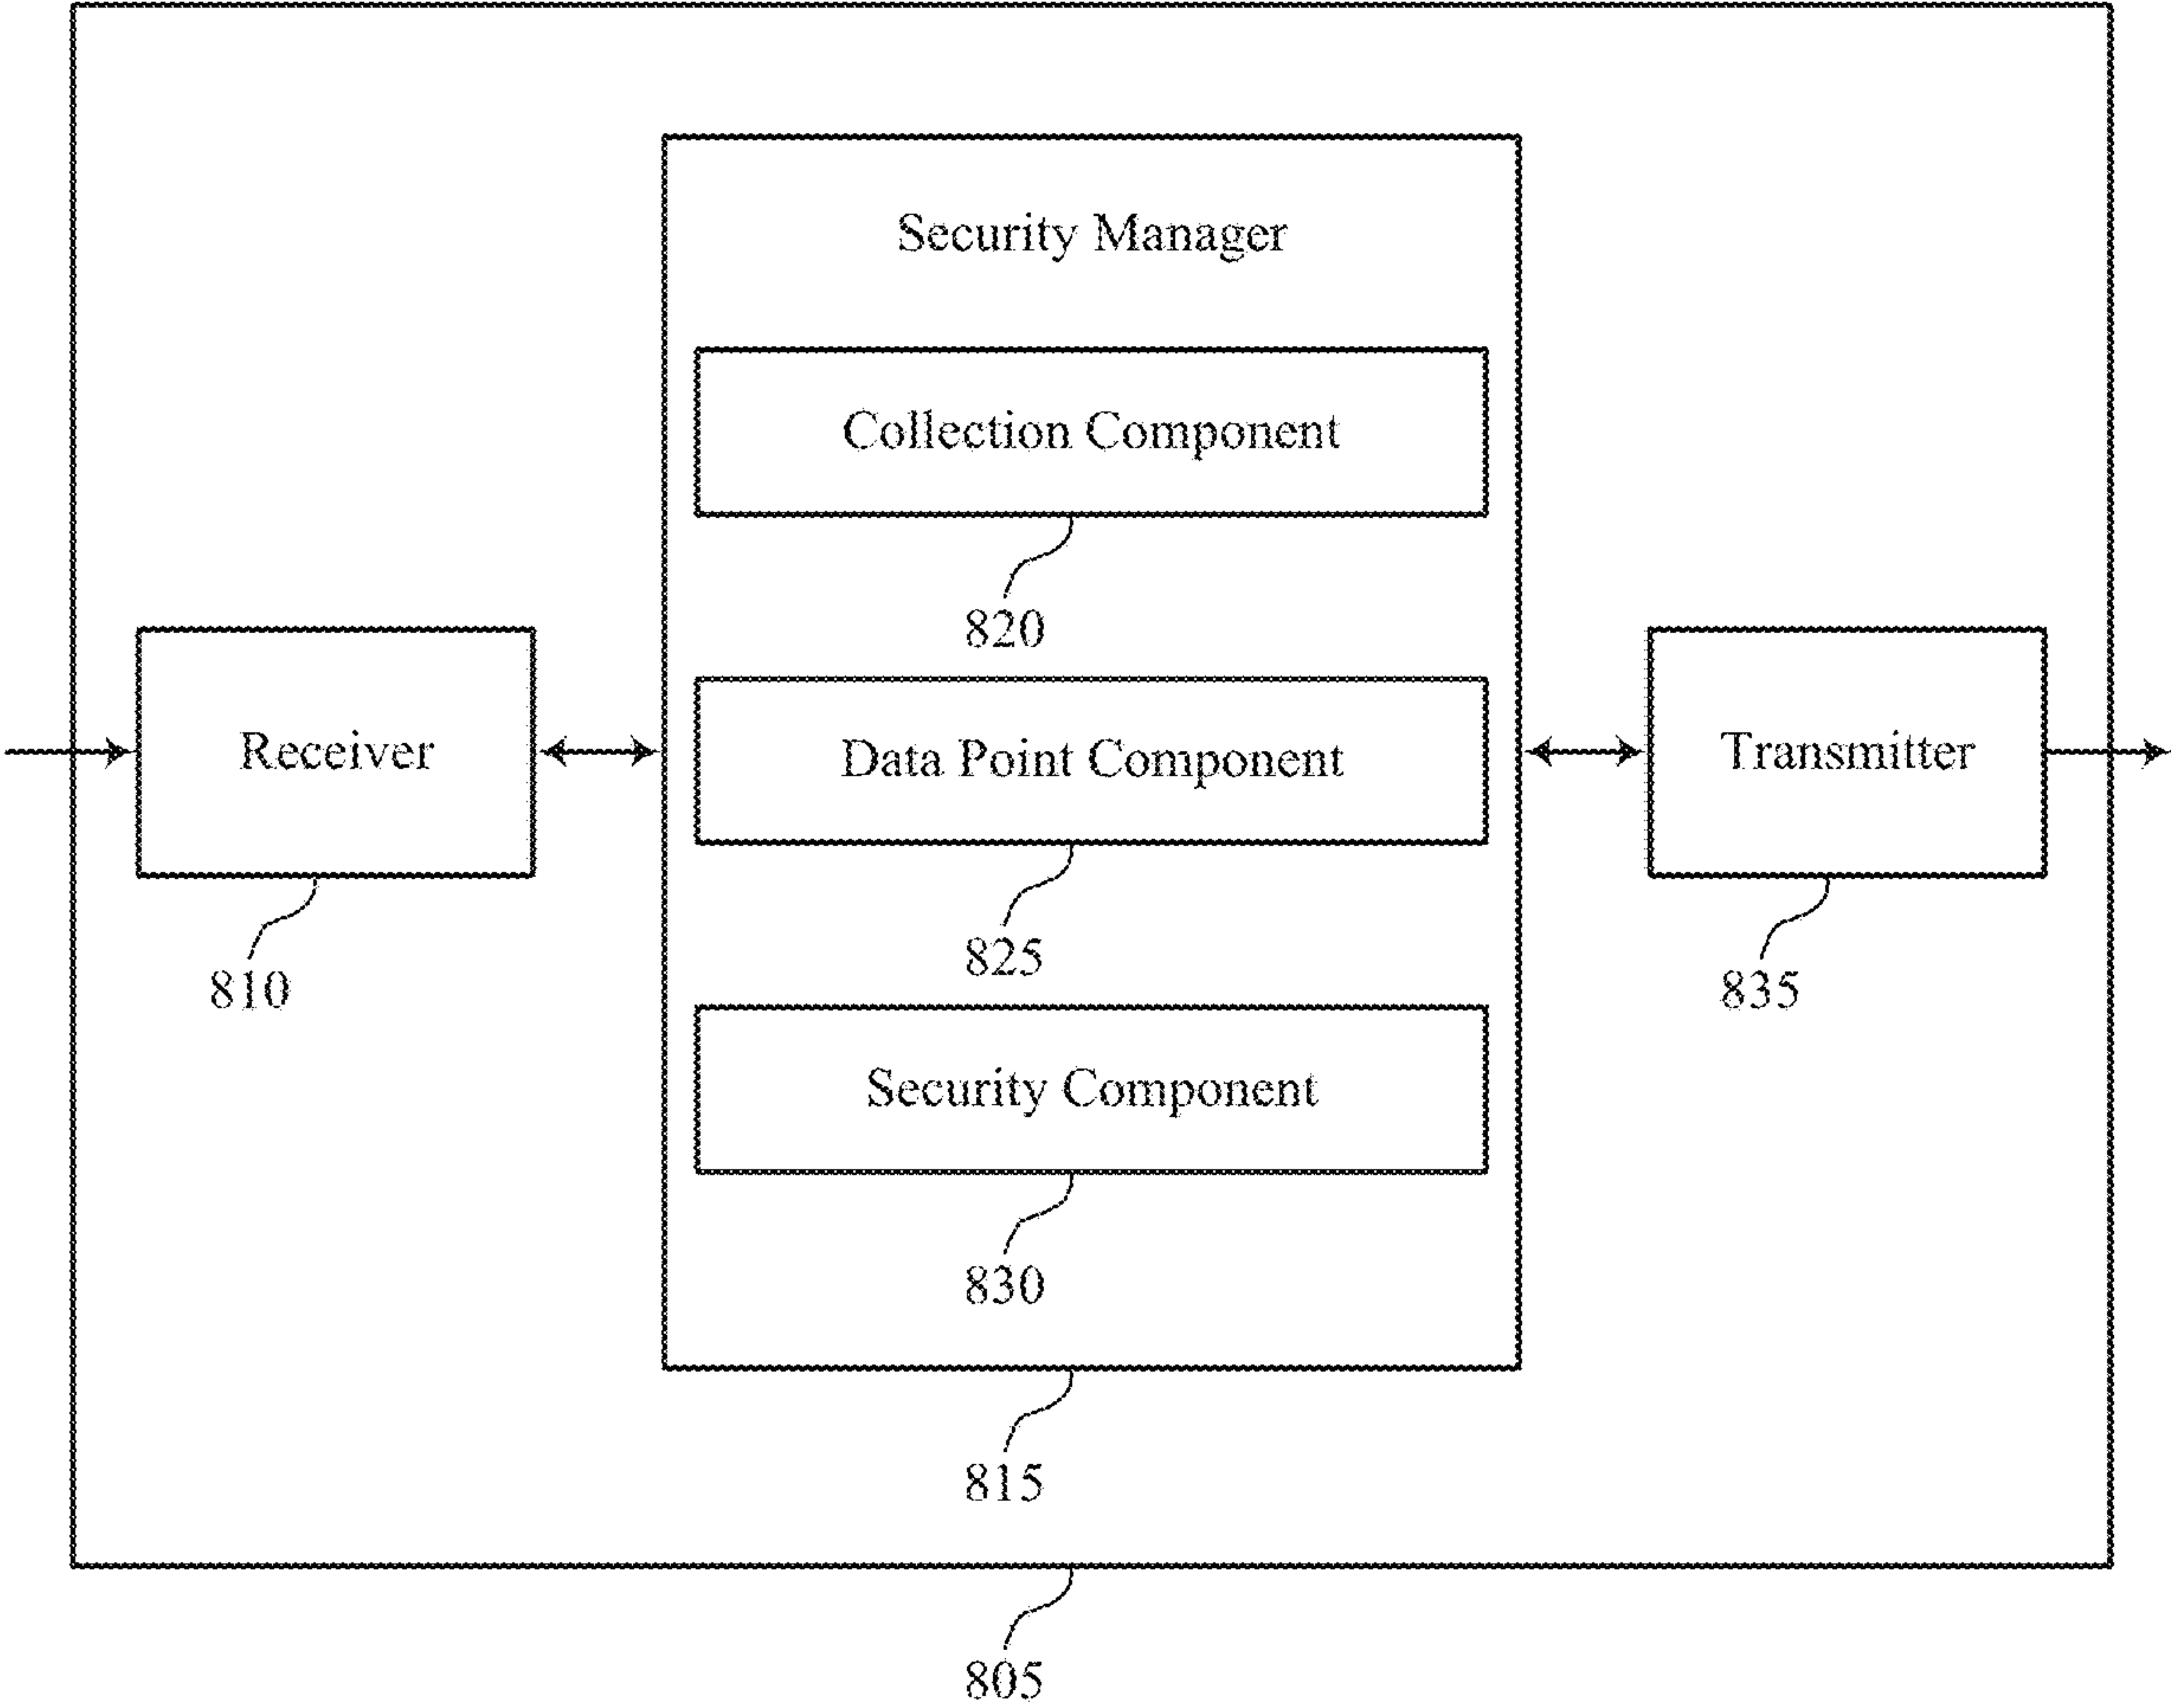 Security Manager
Collection Component
820
Receiver
Data Point Component
Transmitter
810
825
835
Security Component
830
815
805